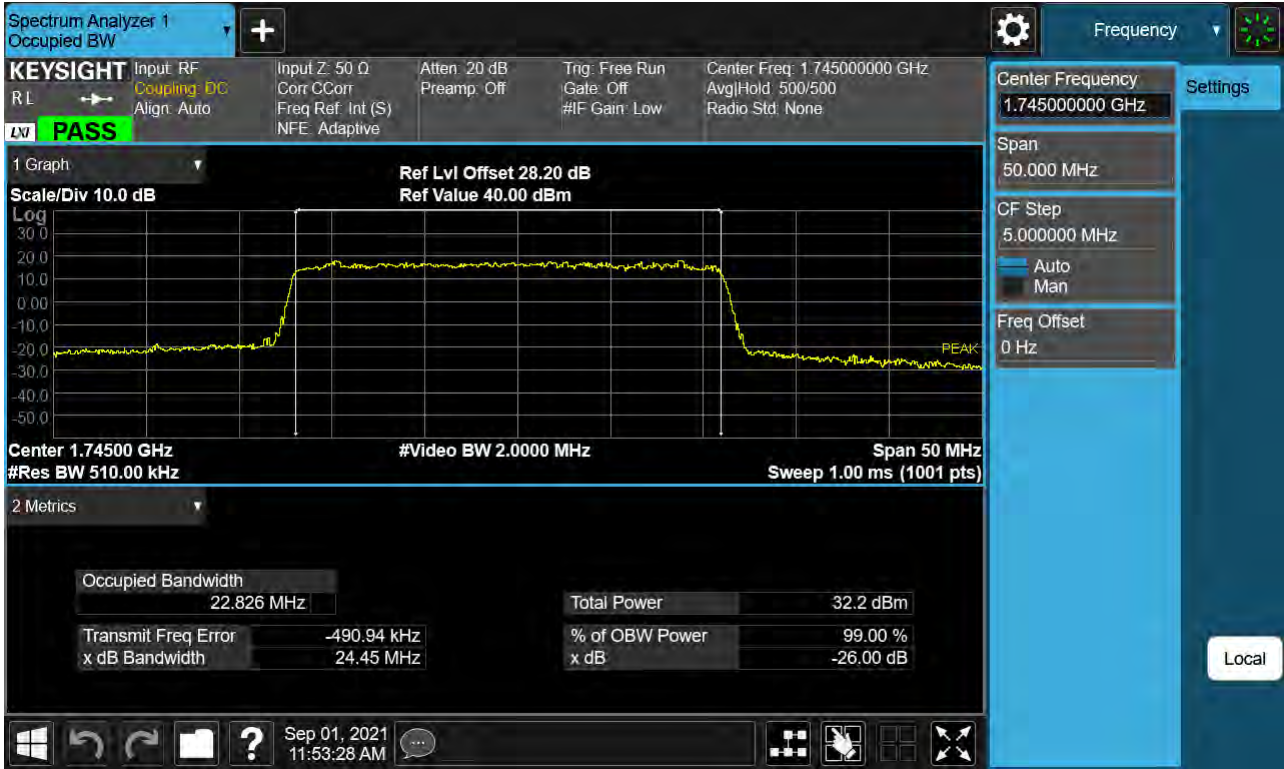 Spectrum Analyzer 1
Occupied BW
Frequency
KEYSIGHT
R L
LXI
PASS
Input: RF
Coupling: DC
Align: Auto
Input Z: 50 Ω
Corr CCorr
Freq Ref: Int (S)
NFE: Adaptive
Atten: 20 dB
Preamp: Off
Trig: Free Run
Gate: Off
#IF Gain: Low
Center Freq: 1.745000000 GHz
Avg|Hold: 500/500
Radio Std: None
Center Frequency
1.745000000 GHz
Settings
Span
50.000 MHz
CF Step
5.000000 MHz
Auto
Man
Freq Offset
0 Hz
Local
1 Graph
Scale/Div 10.0 dB
Ref Lvl Offset 28.20 dB
Ref Value 40.00 dBm
Log
30.0
20.0
10.0
0.00
-10.0
-20.0
-30.0
-40.0
-50.0
PEAK
Center 1.74500 GHz
#Video BW 2.0000 MHz
Span 50 MHz
#Res BW 510.00 kHz
Sweep 1.00 ms (1001 pts)
2 Metrics
Occupied Bandwidth
22.826 MHz
Total Power 32.2 dBm
Transmit Freq Error -490.94 kHz
% of OBW Power 99.00 %
x dB Bandwidth 24.45 MHz
x dB -26.00 dB
?
Sep 01, 2021
11:53:28 AM